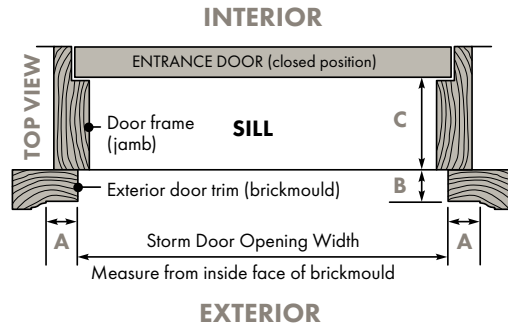 INTERIOR
TOP VIEW
ENTRANCE DOOR (closed position)
Door frame
(jamb)
SILL
C
B
Exterior door trim (brickmould)
A
Storm Door Opening Width
A
Measure from inside face of brickmould
EXTERIOR